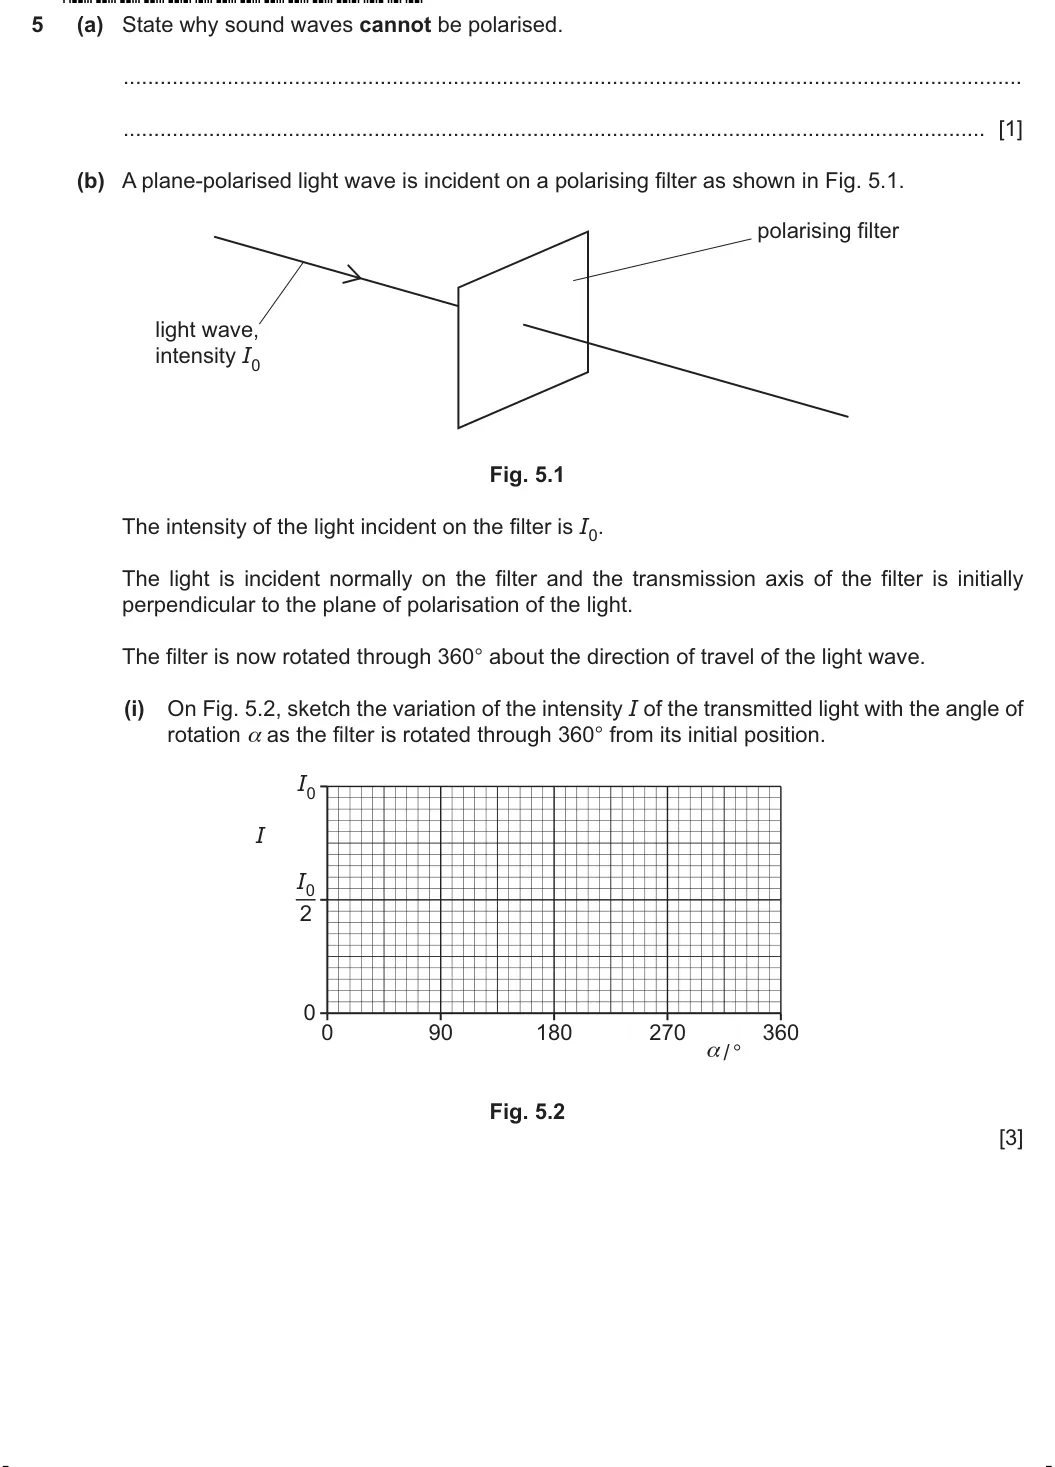 5 (a) State why sound waves cannot be polarised.
[1]
(b) A plane-polarised light wave is incident on a polarising filter as shown in Fig. 5.1.
polarising filter
light wave,
intensity I0
Fig. 5.1
The intensity of the light incident on the filter is I0.
The light is incident normally on the filter and the transmission axis of the filter is initially
perpendicular to the plane of polarisation of the light.
The filter is now rotated through 360° about the direction of travel of the light wave.
(i) On Fig. 5.2, sketch the variation of the intensity I of the transmitted light with the angle of
rotation α as the filter is rotated through 360° from its initial position.
I0
I
I0
2
0
0 90 180 270 360
α/°
Fig. 5.2
[3]